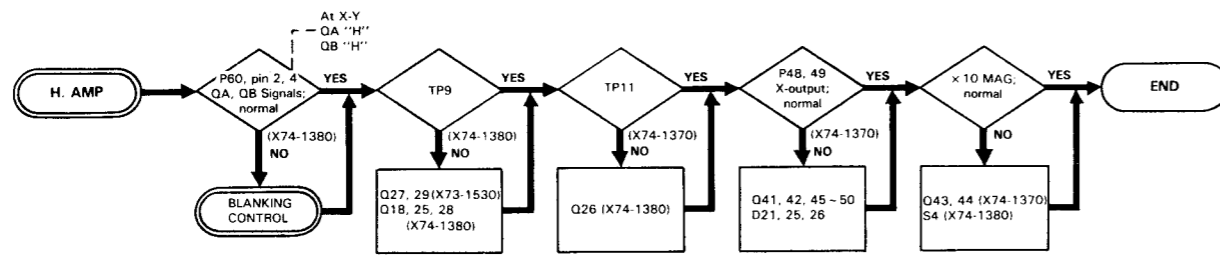 At X-Y
QA "H"
QB "H"
H. AMP
P60, pin 2, 4
QA, QB Signals;
normal
YES
(X74-1380)
NO
BLANKING
CONTROL
TP9
YES
(X74-1380)
NO
Q27, 29 (X73-1530)
Q18, 25, 28
(X74-1380)
TP11
YES
(X74-1370)
NO
Q26 (X74-1380)
P48, 49
X-output;
normal
YES
(X74-1370)
NO
Q41, 42, 45 ~ 50
D21, 25, 26
× 10 MAG;
normal
YES
NO
Q43, 44 (X74-1370)
S4 (X74-1380)
END